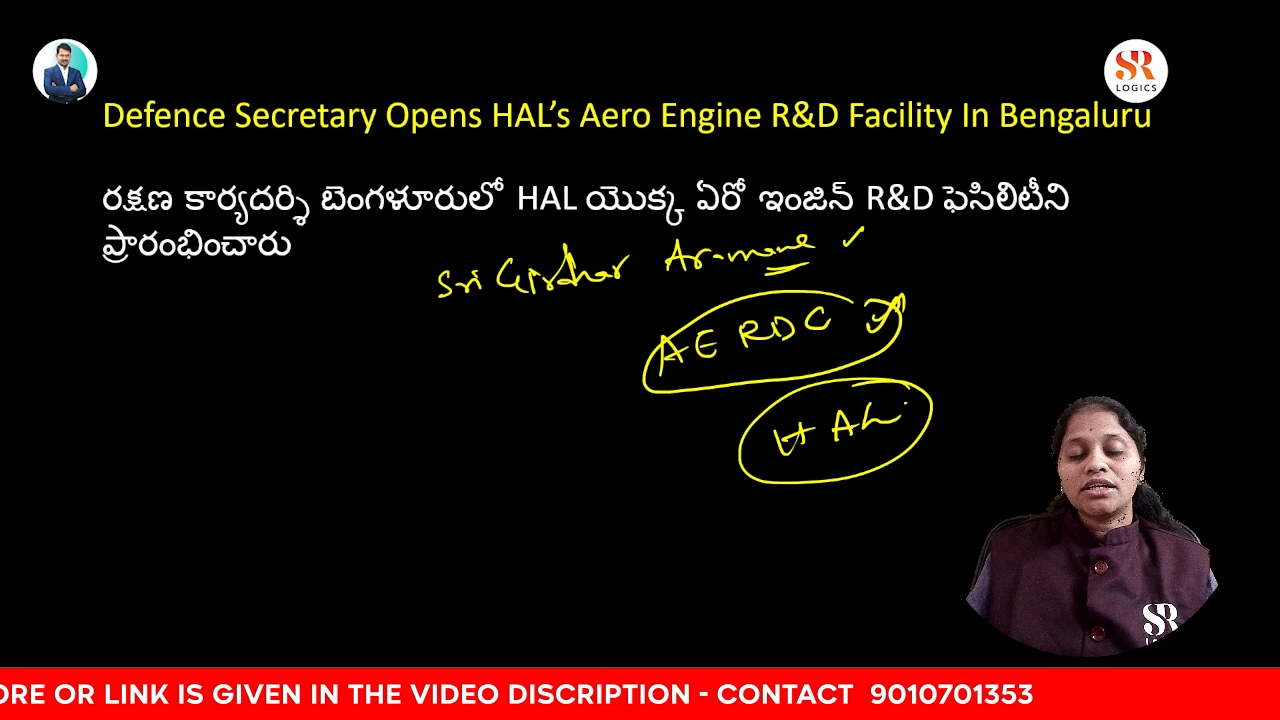 SR
LOGICS
Defence Secretary Opens HAL’s Aero Engine R&D Facility In Bengaluru
రక్షణ కార్యదర్శి బెంగళూరులో HAL యొక్క ఏరో ఇంజిన్ R&D ఫెసిలిటీని
ప్రారంభించారు
Sri Girdhar Aramane
AERDC
HAL
SR
ORE OR LINK IS GIVEN IN THE VIDEO DISCRIPTION - CONTACT 9010701353